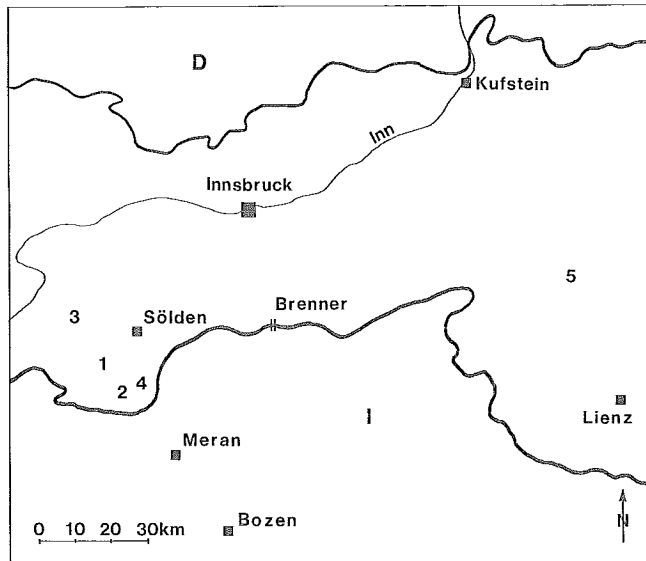 D
Kufstein
Inn
Innsbruck
5
Brenner
3
Sölden
1
4
2
Lienz
I
Meran
0 10 20 30km
Bozen
N